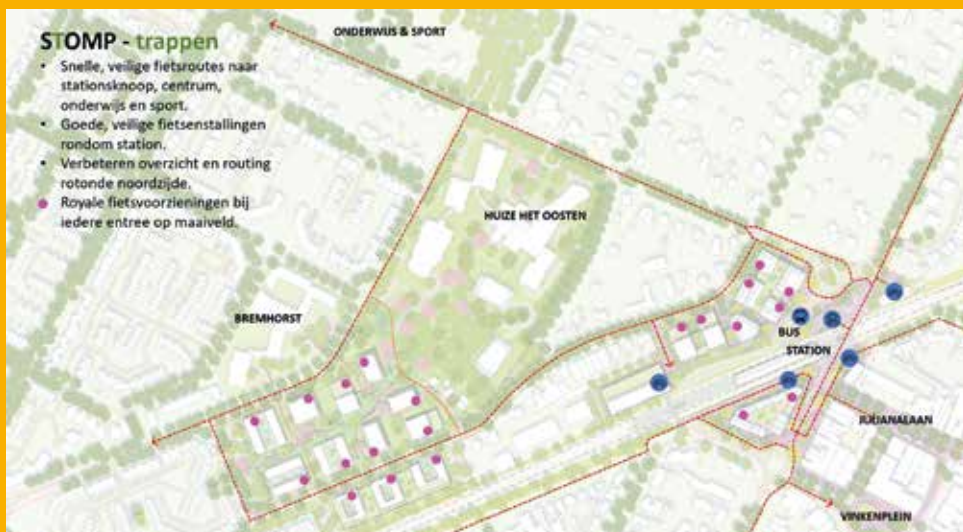 STOMP - trappen
• Snelle, veilige fietsroutes naar
stationsknoop, centrum,
onderwijs en sport.
• Goede, veilige fietsenstallingen
rondom station.
• Verbeteren overzicht en routing
rotonde noordzijde.
• Royale fietsvoorzieningen bij
iedere entree op maaiveld.
ONDERWIJS & SPORT
HUIZE HET OOSTEN
BREMHORST
BUS
STATION
JULIANALAAN
VINKENPLEIN